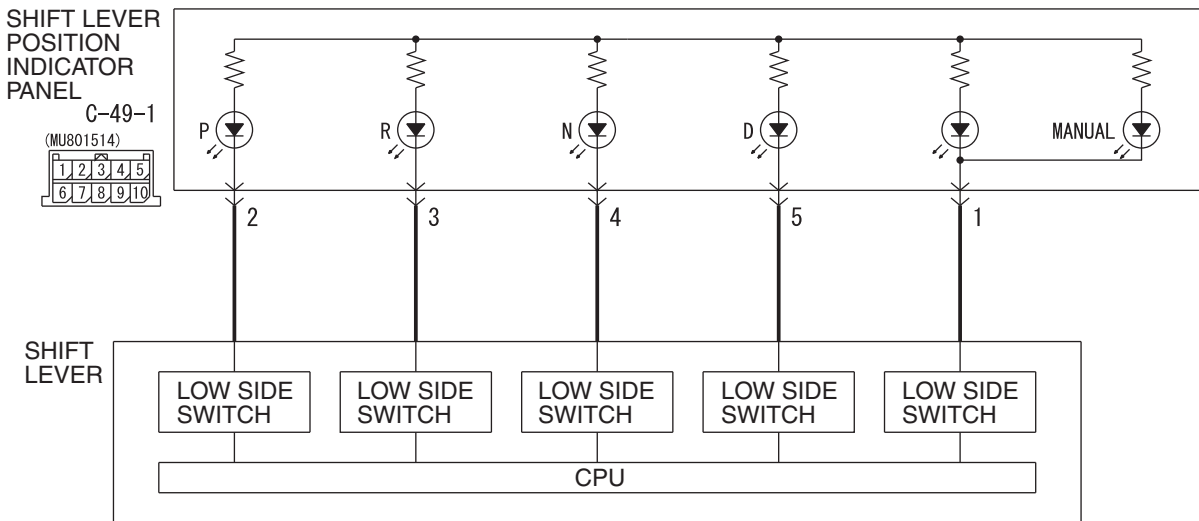 SHIFT LEVER
POSITION
INDICATOR
PANEL
C-49-1
(MU801514)
1 2 3 4 5
6 7 8 9 10
P R N D MANUAL
2 3 4 5 1
SHIFT
LEVER
LOW SIDE
SWITCH
LOW SIDE
SWITCH
LOW SIDE
SWITCH
LOW SIDE
SWITCH
LOW SIDE
SWITCH
CPU